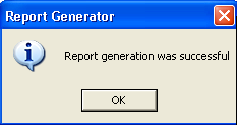 Report Generator
Report generation was successful
OK